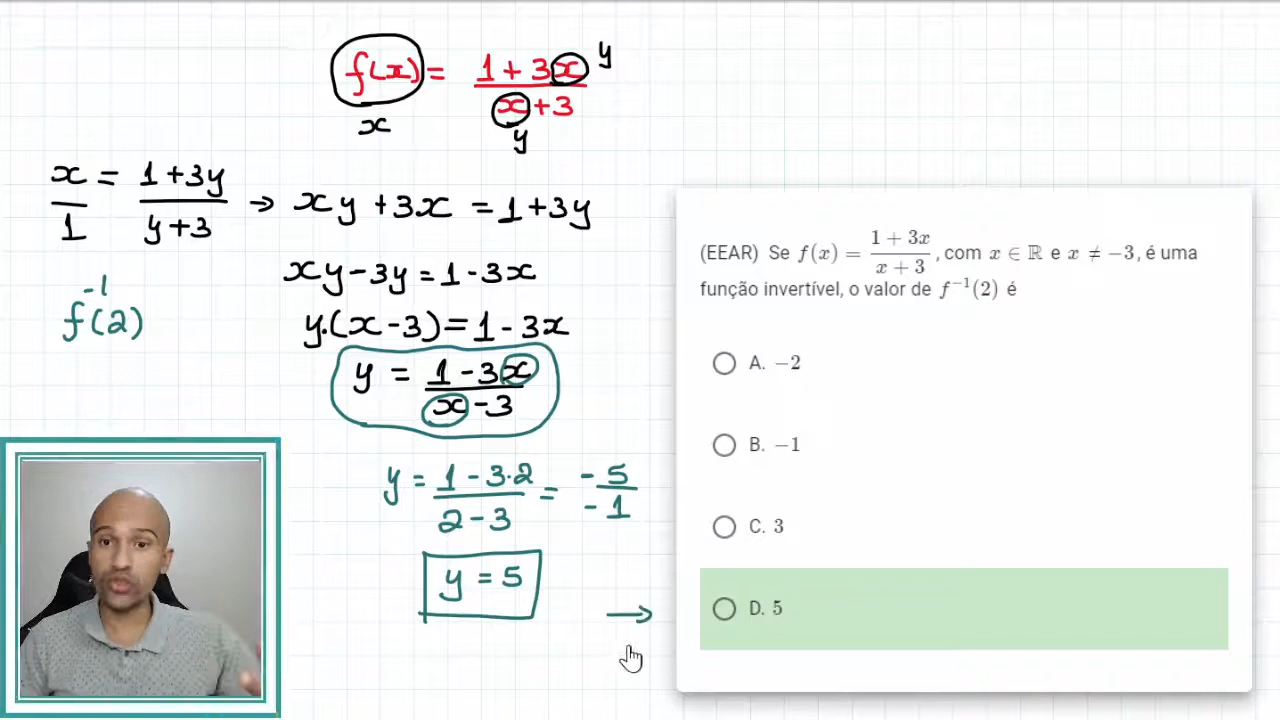 f(x) = (1 + 3x)/(x + 3)
y
x
y
x/1 = (1+3y)/(y+3) → xy + 3x = 1 + 3y
xy - 3y = 1 - 3x
f⁻¹(2)
y.(x - 3) = 1 - 3x
y = (1 - 3x)/(x - 3)
y = (1 - 3·2)/(2 - 3) = -5/-1
y = 5
→
(EEAR) Se f(x) = (1 + 3x)/(x + 3), com x ∈ ℝ e x ≠ −3, é uma
função invertível, o valor de f⁻¹(2) é
A. −2
B. −1
C. 3
D. 5